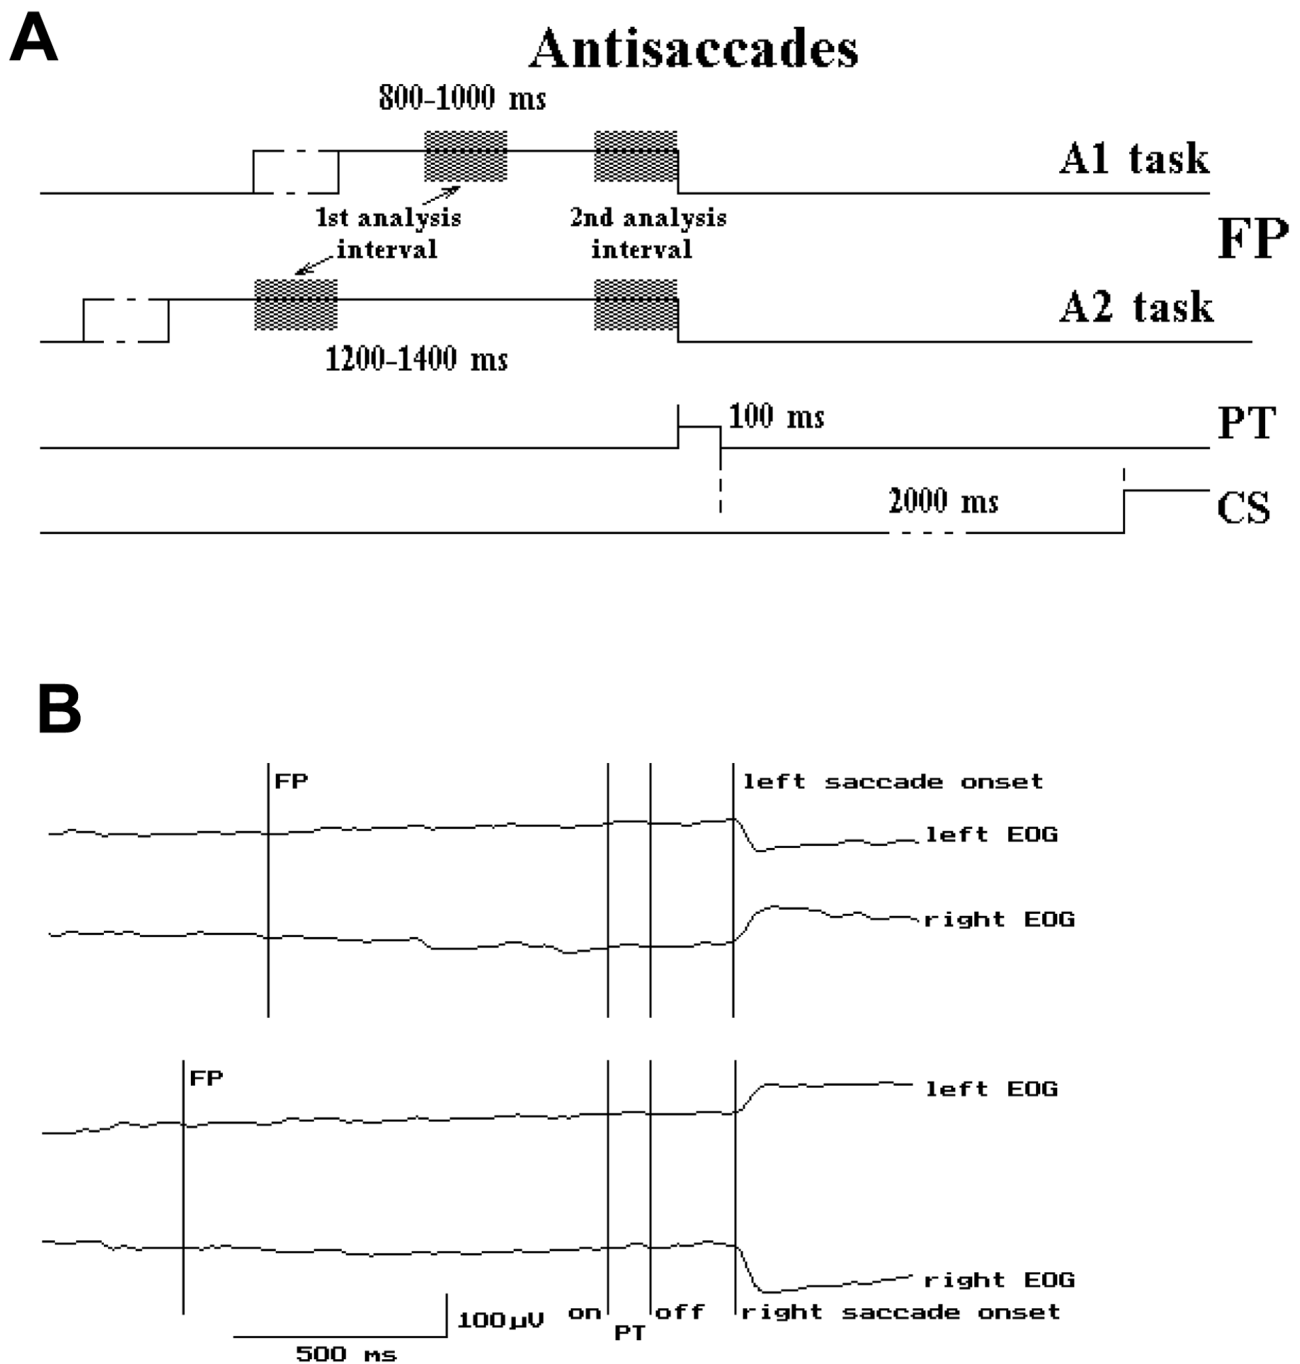 A
Antisaccades
800-1000 ms
A1 task
1st analysis
interval
2nd analysis
interval
FP
A2 task
1200-1400 ms
100 ms
PT
2000 ms
CS
B
FP
left saccade onset
left EOG
right EOG
FP
left EOG
right EOG
100µV
on
off
right saccade onset
PT
500 ms